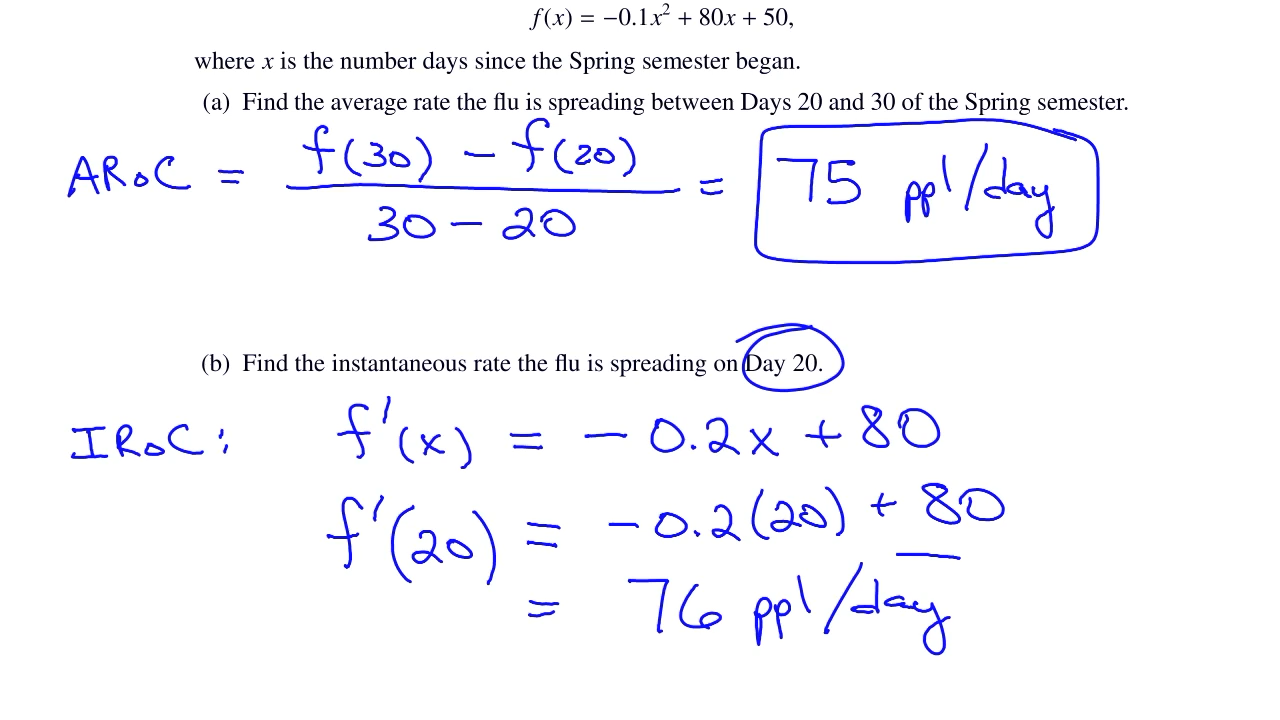 f(x) = −0.1x² + 80x + 50,
where x is the number days since the Spring semester began.
(a) Find the average rate the flu is spreading between Days 20 and 30 of the Spring semester.
ARoC = (f(30) − f(20)) / (30 − 20) = 75 ppl/day
(b) Find the instantaneous rate the flu is spreading on Day 20.
IRoC: f'(x) = −0.2x + 80
f'(20) = −0.2(20) + 80
= 76 ppl/day